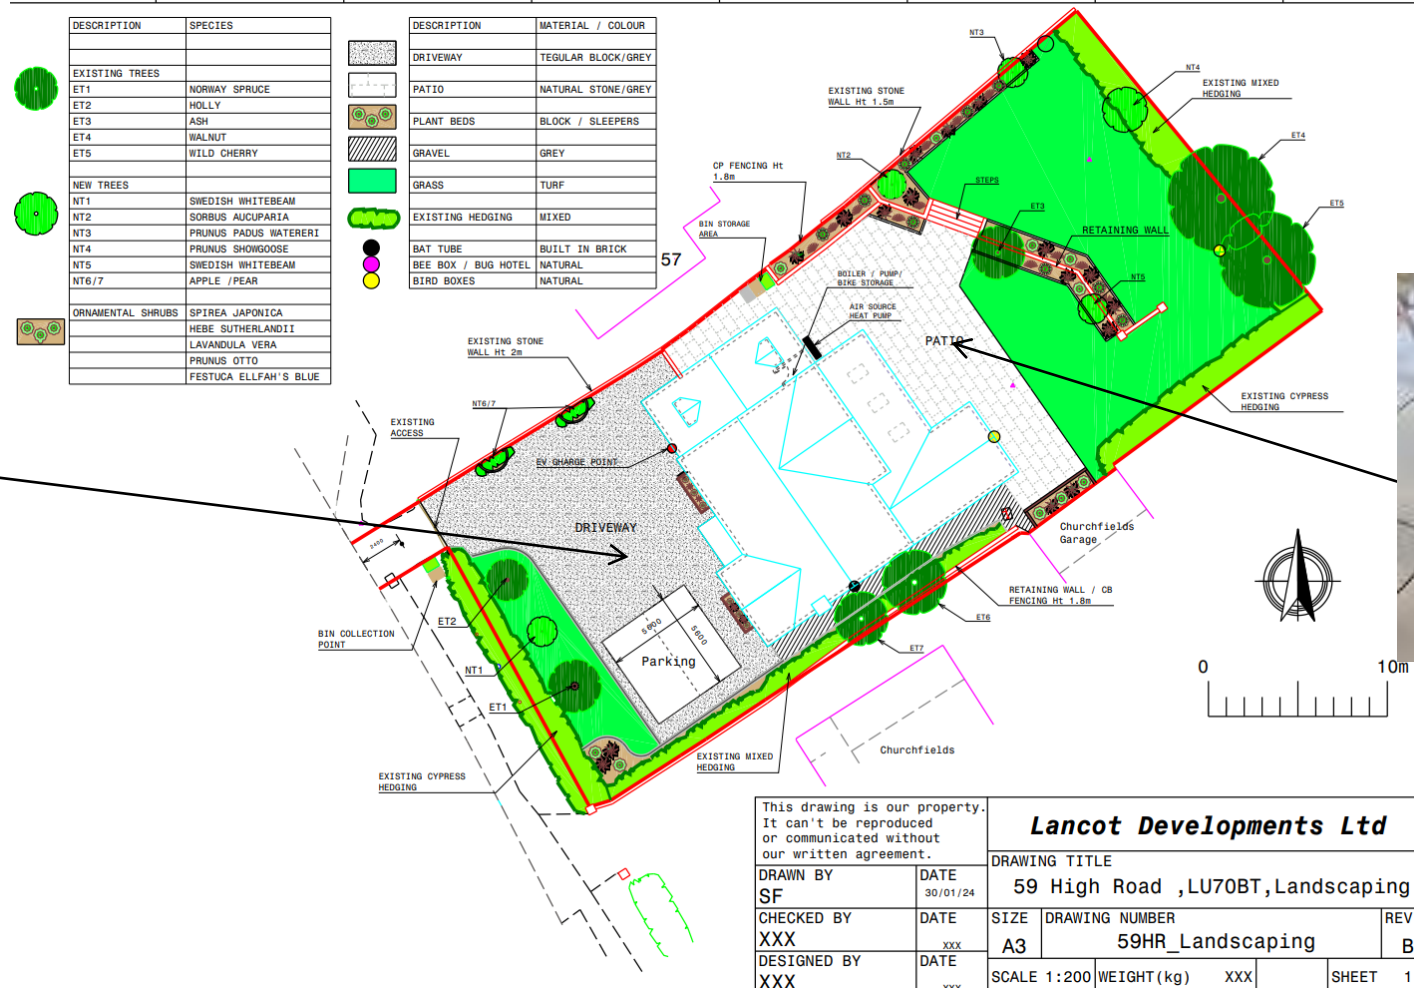 DESCRIPTION SPECIES
EXISTING TREES
ET1 NORWAY SPRUCE
ET2 HOLLY
ET3 ASH
ET4 WALNUT
ET5 WILD CHERRY
NEW TREES
NT1 SWEDISH WHITEBEAM
NT2 SORBUS AUCUPARIA
NT3 PRUNUS PADUS WATERERI
NT4 PRUNUS SHOWGOOSE
NT5 SWEDISH WHITEBEAM
NT6/7 APPLE /PEAR
ORNAMENTAL SHRUBS SPIREA JAPONICA
HEBE SUTHERLANDII
LAVANDULA VERA
PRUNUS OTTO
FESTUCA ELLFAH'S BLUE
DESCRIPTION MATERIAL / COLOUR
DRIVEWAY TEGULAR BLOCK/GREY
PATIO NATURAL STONE/GREY
PLANT BEDS BLOCK / SLEEPERS
GRAVEL GREY
GRASS TURF
EXISTING HEDGING MIXED
BAT TUBE BUILT IN BRICK
BEE BOX / BUG HOTEL NATURAL
BIRD BOXES NATURAL
57
NT3
NT4
EXISTING MIXED
HEDGING
EXISTING STONE
WALL Ht 1.5m
ET4
NT2
CP FENCING Ht
1.8m
STEPS
ET3
ET5
BIN STORAGE
AREA
RETAINING WALL
BOILER / PUMP/
BIKE STORAGE
NT5
AIR SOURCE
HEAT PUMP
PATIO
EXISTING STONE
WALL Ht 2m
EXISTING CYPRESS
HEDGING
NT6/7
EXISTING
ACCESS
EV CHARGE POINT
DRIVEWAY
Churchfields
Garage
2400
RETAINING WALL / CB
FENCING Ht 1.8m
ET6
ET2
BIN COLLECTION
POINT
5600
5600
Parking
ET7
NT1
0 10m
ET1
EXISTING MIXED
HEDGING
Churchfields
EXISTING CYPRESS
HEDGING
This drawing is our property.
It can't be reproduced
or communicated without
our written agreement.
Lancot Developments Ltd
DRAWN BY DATE
SF 30/01/24
DRAWING TITLE
59 High Road ,LU70BT,Landscaping
CHECKED BY DATE
XXX XXX
SIZE DRAWING NUMBER REV
A3 59HR_Landscaping B
DESIGNED BY DATE
XXX XXX
SCALE 1:200 WEIGHT(kg) XXX SHEET 1